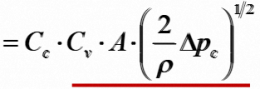 = C_c · C_v · A · (2/ρ Δp_c)^{1/2}